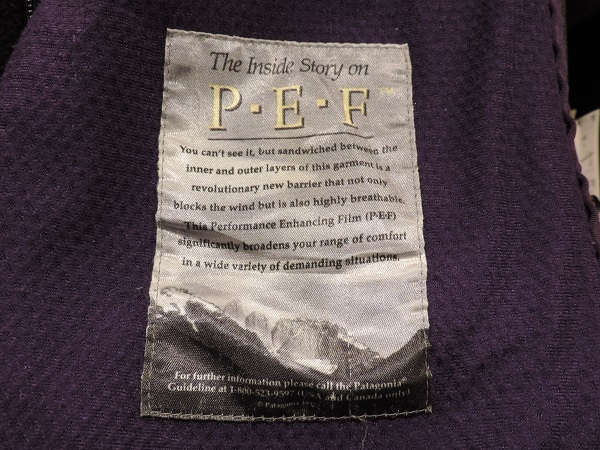 The Inside Story on
P·E·F™
You can't see it, but sandwiched between the
inner and outer layers of this garment is a
revolutionary new barrier that not only
blocks the wind but is also highly breathable.
This Performance Enhancing Film (P·E·F)
significantly broadens your range of comfort
in a wide variety of demanding situations.
For further information please call the Patagonia®
Guideline at 1-800-523-9597 (USA and Canada only)
© Patagonia